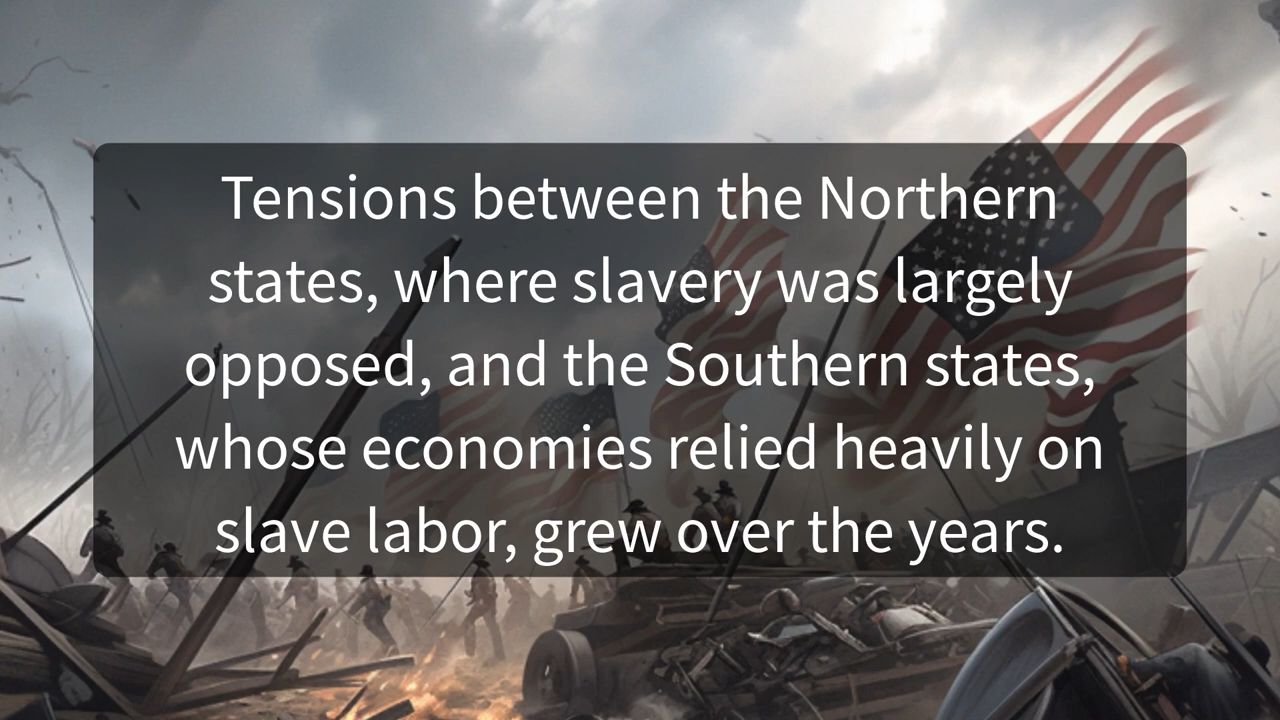 Tensions between the Northern
states, where slavery was largely
opposed, and the Southern states,
whose economies relied heavily on
slave labor, grew over the years.